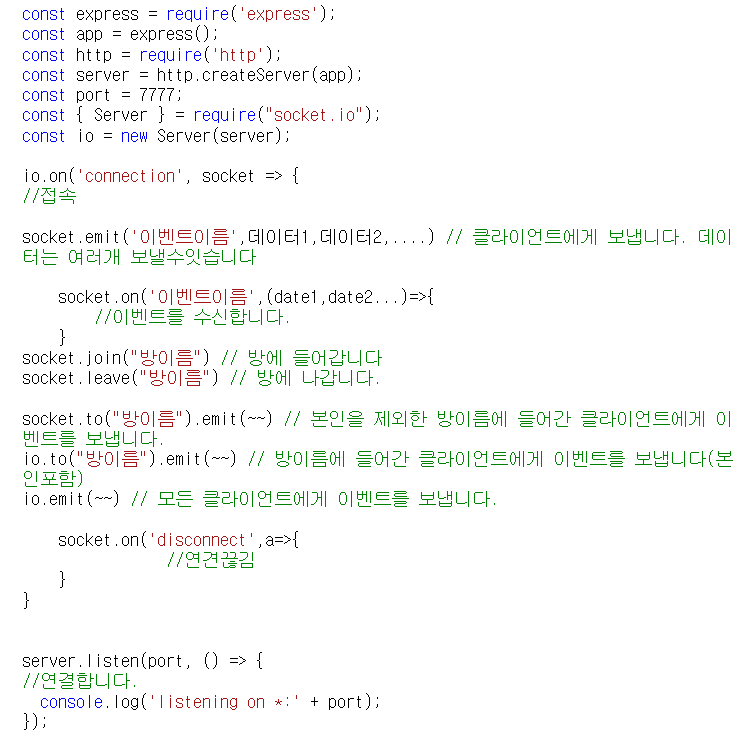 const express = require('express');
const app = express();
const http = require('http');
const server = http.createServer(app);
const port = 7777;
const { Server } = require("socket.io");
const io = new Server(server);
io.on('connection', socket => {
//접속
socket.emit('이벤트이름',데이터1,데이터2,....) // 클라이언트에게 보냅니다. 데이
터는 여러개 보낼수잇습니다
socket.on('이벤트이름',(date1,date2...)=>{
//이벤트를 수신합니다.
}
socket.join("방이름") // 방에 들어갑니다
socket.leave("방이름") // 방에 나갑니다.
socket.to("방이름").emit(~~) // 본인을 제외한 방이름에 들어간 클라이언트에게 이
벤트를 보냅니다.
io.to("방이름").emit(~~) // 방이름에 들어간 클라이언트에게 이벤트를 보냅니다(본
인포함)
io.emit(~~) // 모든 클라이언트에게 이벤트를 보냅니다.
socket.on('disconnect',a=>{
//연견끊김
}
}
server.listen(port, () => {
//연결합니다.
console.log('listening on *:' + port);
});